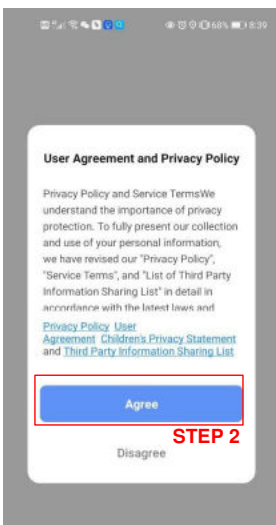 68% 8:39
User Agreement and Privacy Policy
Privacy Policy and Service TermsWe
understand the importance of privacy
protection. To fully present our collection
and use of your personal information,
we have revised our "Privacy Policy",
"Service Terms", and "List of Third Party
Information Sharing List" in detail in
accordance with the latest laws and
Privacy Policy User
Agreement Children's Privacy Statement
and Third Party Information Sharing List
Agree
STEP 2
Disagree